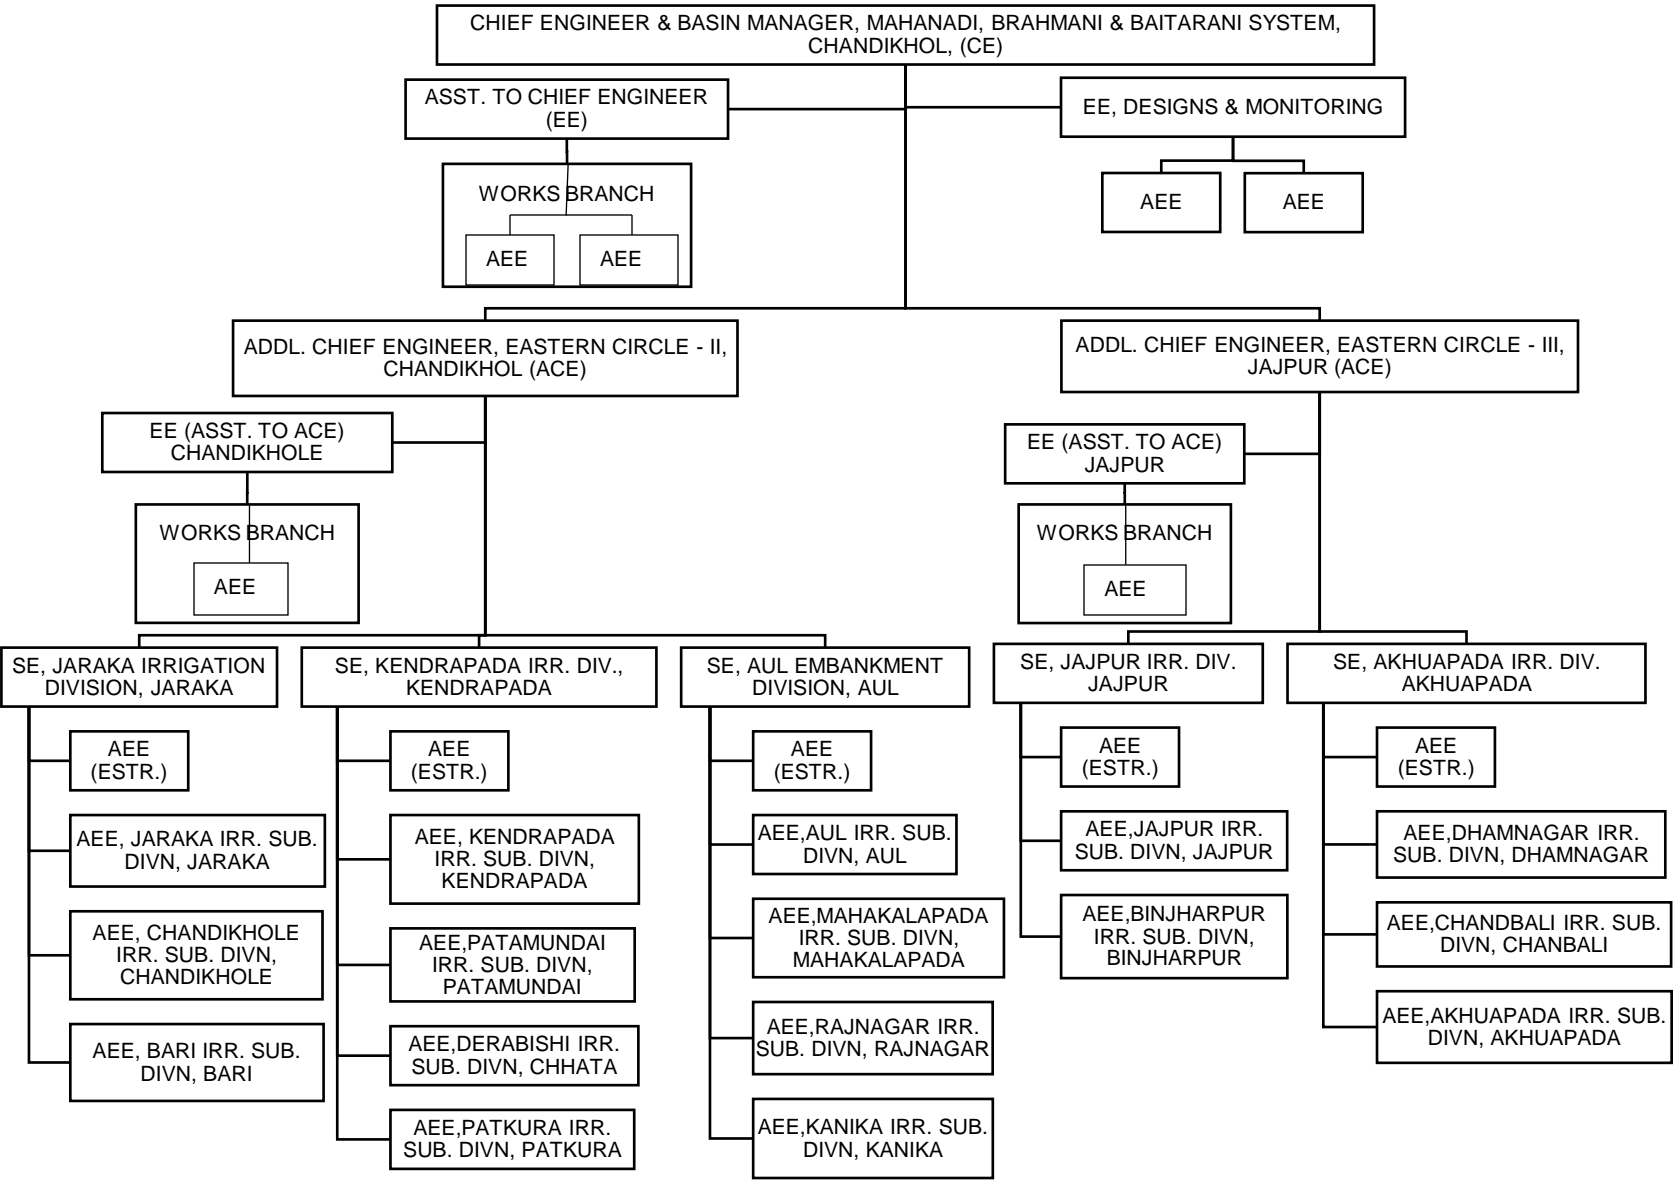 CHIEF ENGINEER & BASIN MANAGER, MAHANADI, BRAHMANI & BAITARANI SYSTEM,
CHANDIKHOL, (CE)
ASST. TO CHIEF ENGINEER
(EE)
EE, DESIGNS & MONITORING
WORKS BRANCH
AEE
AEE
AEE
AEE
ADDL. CHIEF ENGINEER, EASTERN CIRCLE - II,
CHANDIKHOL (ACE)
ADDL. CHIEF ENGINEER, EASTERN CIRCLE - III,
JAJPUR (ACE)
EE (ASST. TO ACE)
CHANDIKHOLE
WORKS BRANCH
AEE
EE (ASST. TO ACE)
JAJPUR
WORKS BRANCH
AEE
SE, JARAKA IRRIGATION
DIVISION, JARAKA
AEE
(ESTR.)
AEE, JARAKA IRR. SUB.
DIVN, JARAKA
AEE, CHANDIKHOLE
IRR. SUB. DIVN,
CHANDIKHOLE
AEE, BARI IRR. SUB.
DIVN, BARI
SE, KENDRAPADA IRR. DIV.,
KENDRAPADA
AEE
(ESTR.)
AEE, KENDRAPADA
IRR. SUB. DIVN,
KENDRAPADA
AEE,PATAMUNDAI
IRR. SUB. DIVN,
PATAMUNDAI
AEE,DERABISHI IRR.
SUB. DIVN, CHHATA
AEE,PATKURA IRR.
SUB. DIVN, PATKURA
SE, AUL EMBANKMENT
DIVISION, AUL
AEE
(ESTR.)
AEE,AUL IRR. SUB.
DIVN, AUL
AEE,MAHAKALAPADA
IRR. SUB. DIVN,
MAHAKALAPADA
AEE,RAJNAGAR IRR.
SUB. DIVN, RAJNAGAR
AEE,KANIKA IRR. SUB.
DIVN, KANIKA
SE, JAJPUR IRR. DIV.
JAJPUR
AEE
(ESTR.)
AEE,JAJPUR IRR.
SUB. DIVN, JAJPUR
AEE,BINJHARPUR
IRR. SUB. DIVN,
BINJHARPUR
SE, AKHUAPADA IRR. DIV.
AKHUAPADA
AEE
(ESTR.)
AEE,DHAMNAGAR IRR.
SUB. DIVN, DHAMNAGAR
AEE,CHANDBALI IRR. SUB.
DIVN, CHANBALI
AEE,AKHUAPADA IRR. SUB.
DIVN, AKHUAPADA